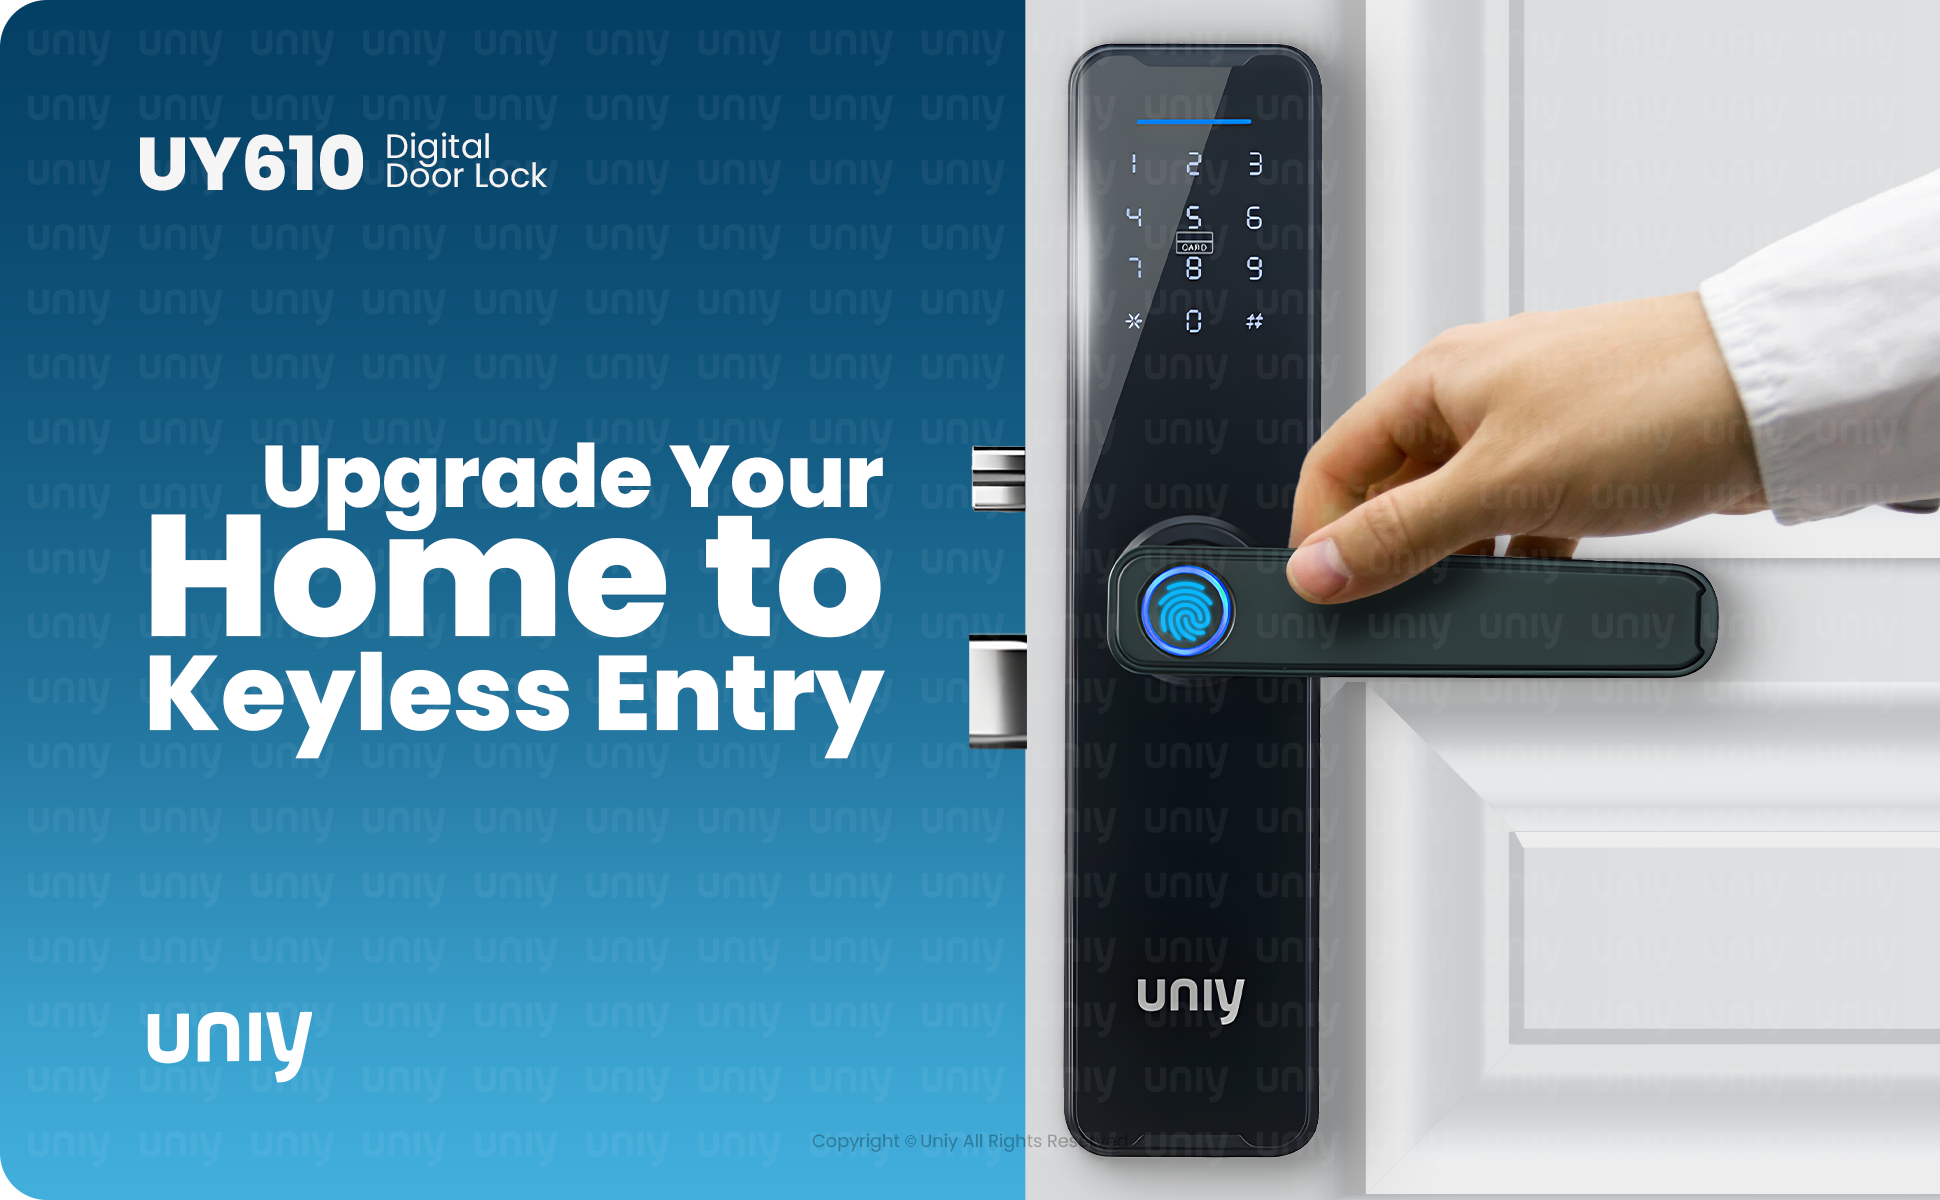 UY610
Digital
Door Lock
Upgrade Your
Home to
Keyless Entry
uniy
1 2 3
4 5 6
CARD
7 8 9
* 0 #
uniy
Copyright © Uniy All Rights Reserved